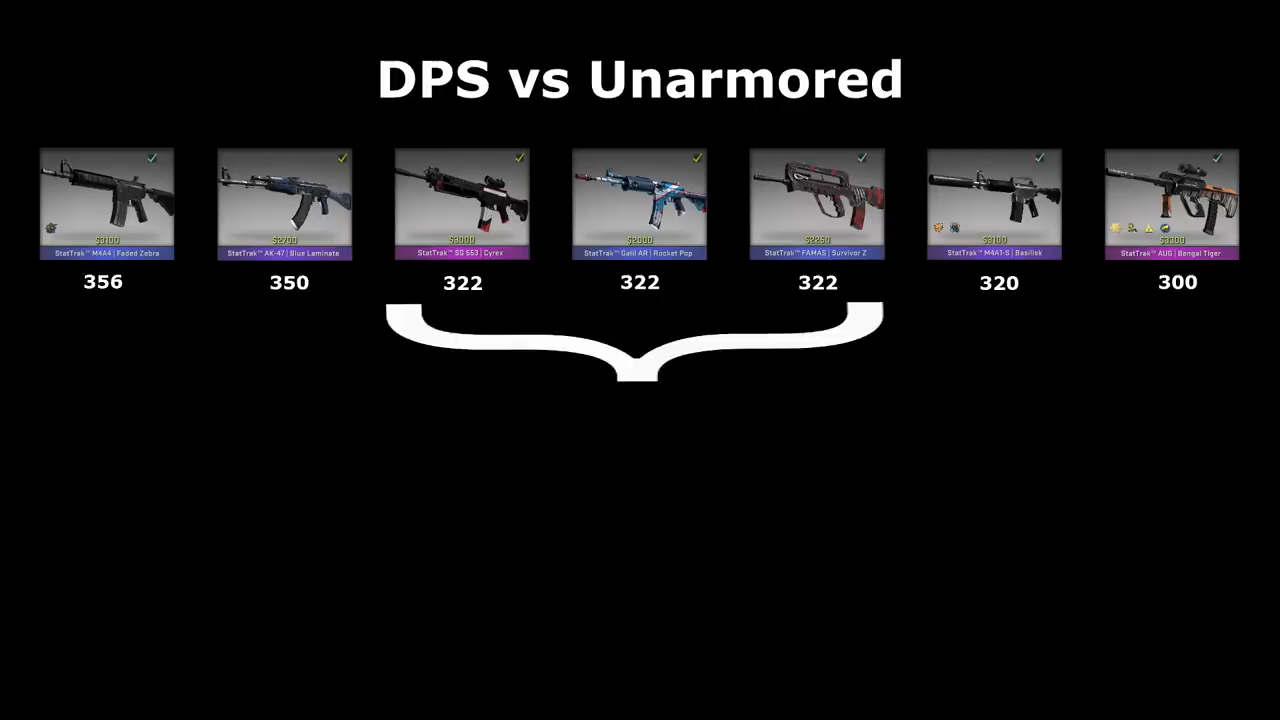 DPS vs Unarmored
$3100
$2700
$3000
$2000
$2250
$3100
$3300
StatTrak™ M4A4 | Faded Zebra
StatTrak™ AK-47 | Blue Laminate
StatTrak™ SG 553 | Cyrex
StatTrak™ Galil AR | Rocket Pop
StatTrak™ FAMAS | Survivor Z
StatTrak™ M4A1-S | Basilisk
StatTrak™ AUG | Bengal Tiger
356
350
322
322
322
320
300